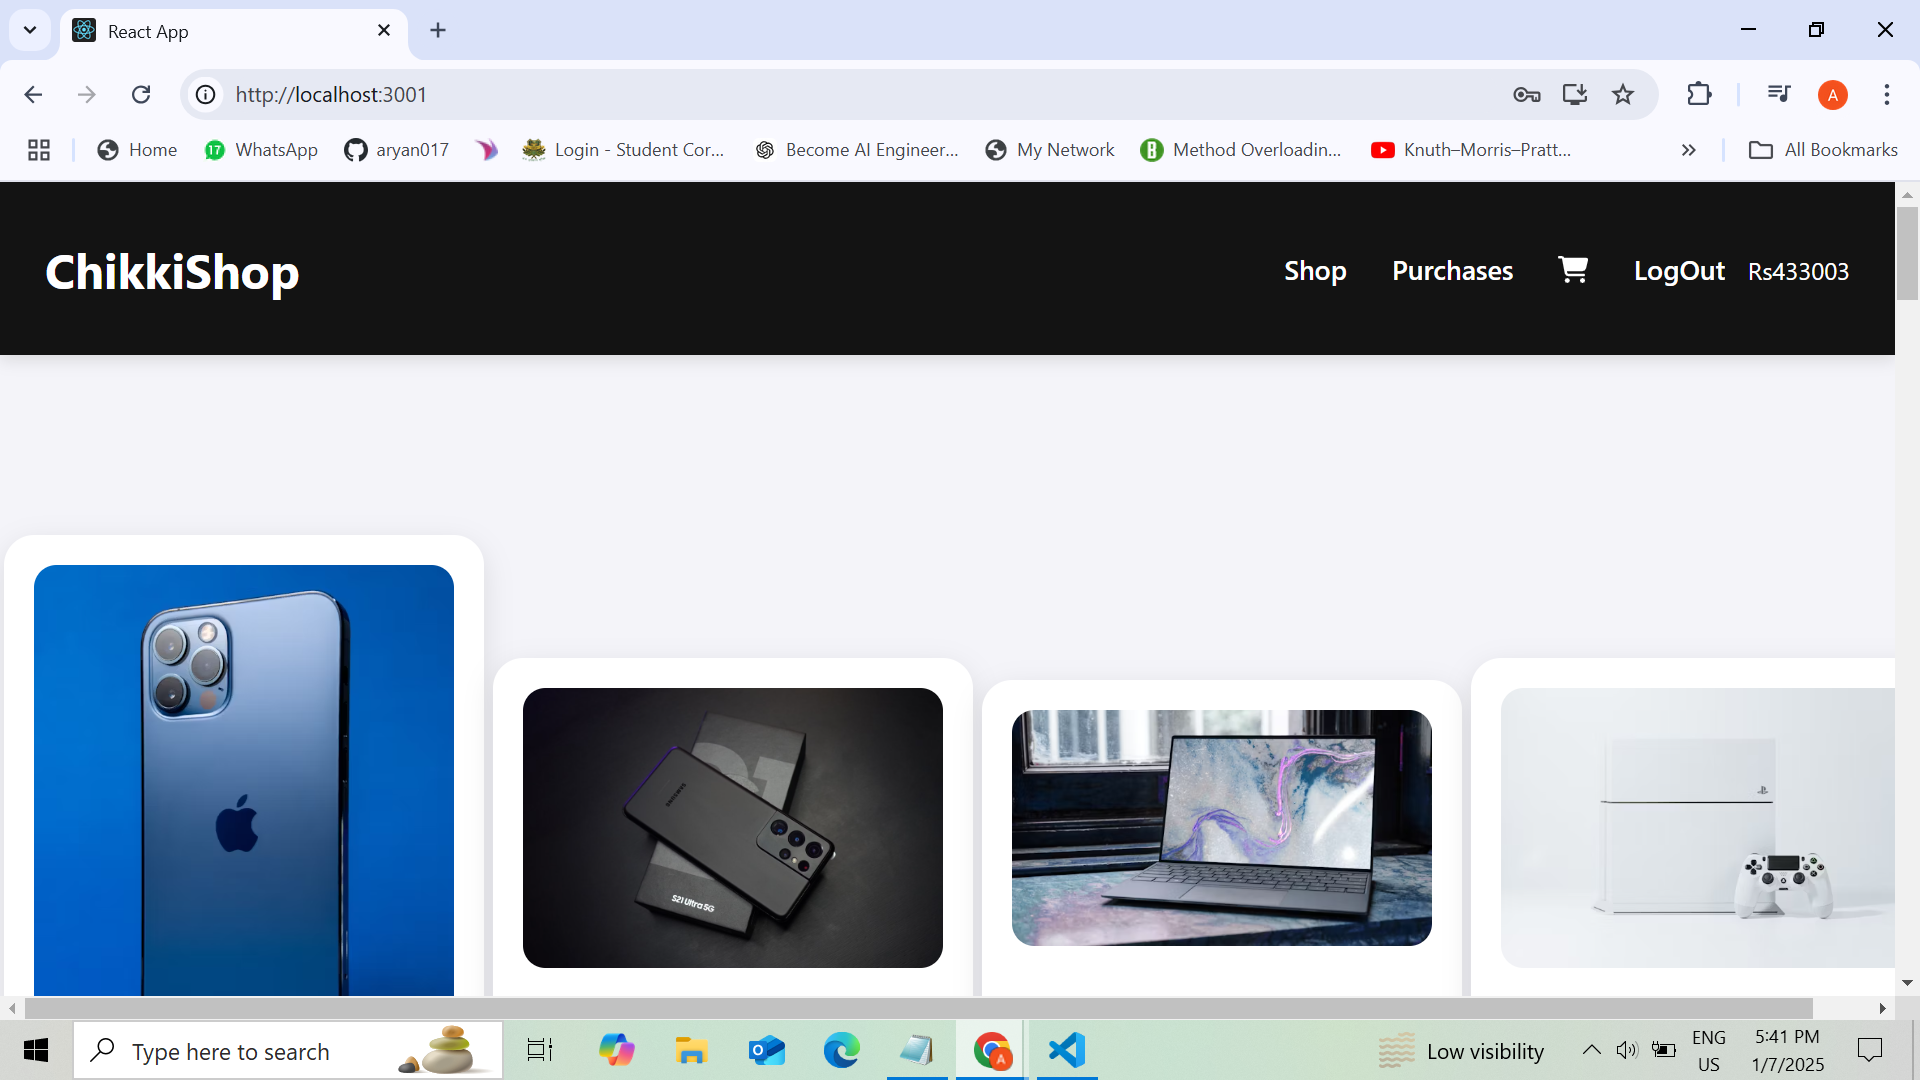 React App
http://localhost:3001
A
Home
17
WhatsApp
aryan017
Login - Student Cor...
Become AI Engineer...
My Network
B
Method Overloadin...
Knuth–Morris–Pratt...
All Bookmarks
ChikkiShop
Shop
Purchases
LogOut
Rs433003
SAMSUNG
S21 Ultra 5G
Type here to search
A
Low visibility
ENG
US
5:41 PM
1/7/2025